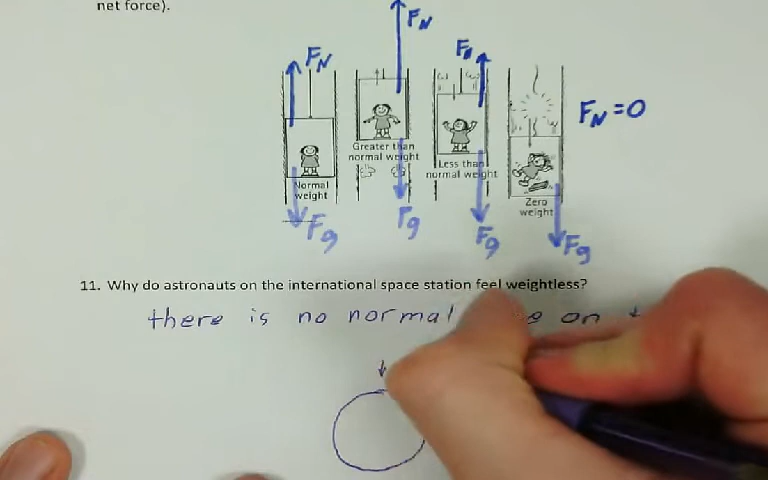 net force).
FN FN FN FN =0
Normal weight
Greater than normal weight
Less than normal weight
Zero weight
Fg Fg Fg Fg
11. Why do astronauts on the international space station feel weightless?
there is no normal on